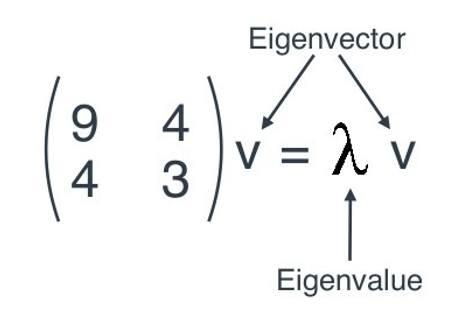 Eigenvector
9 4
4 3
v = λ v
Eigenvalue